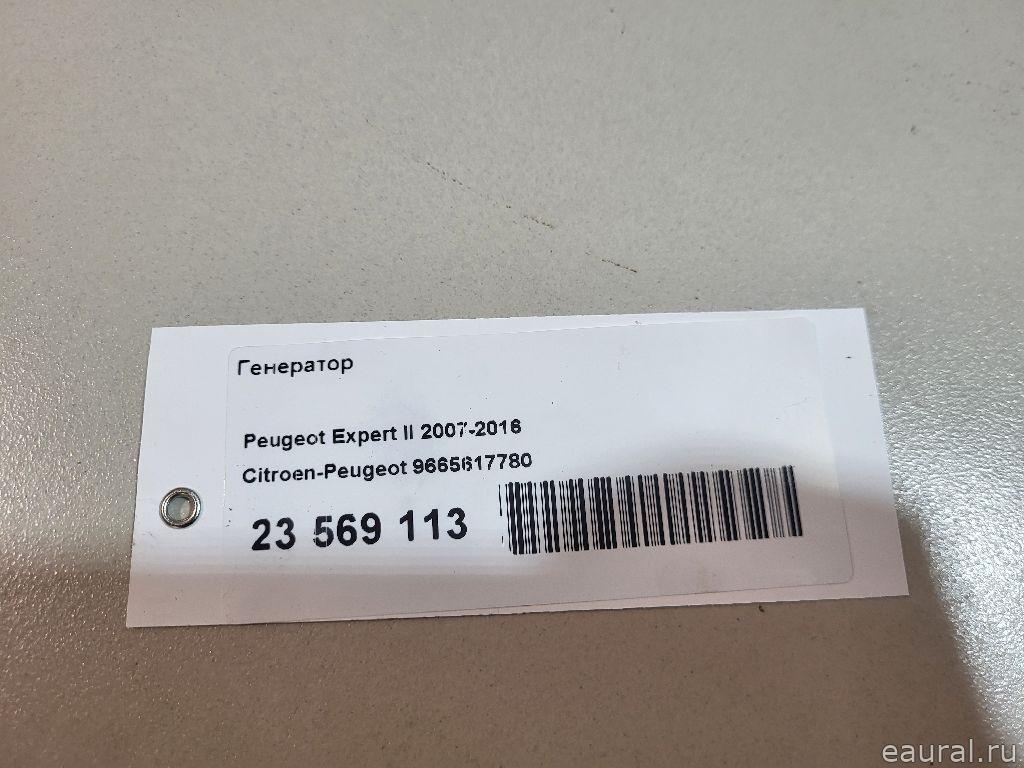 Генератор
Peugeot Expert II 2007-2016
Citroen-Peugeot 9665617780
23 569 113
eaural.ru